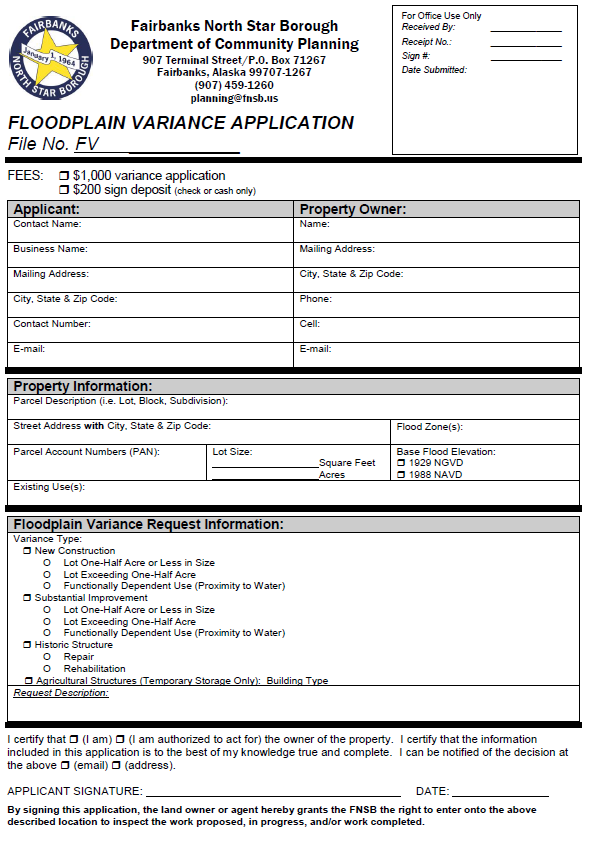 FAIRBANKS
January 1, 1964
NORTH STAR BOROUGH
Fairbanks North Star Borough
Department of Community Planning
907 Terminal Street/P.O. Box 71267
Fairbanks, Alaska 99707-1267
(907) 459-1260
planning@fnsb.us
For Office Use Only
Received By:
Receipt No.:
Sign #:
Date Submitted:
FLOODPLAIN VARIANCE APPLICATION
File No. FV
FEES: $1,000 variance application
$200 sign deposit (check or cash only)
Applicant: Property Owner:
Contact Name: Name:
Business Name: Mailing Address:
Mailing Address: City, State & Zip Code:
City, State & Zip Code: Phone:
Contact Number: Cell:
E-mail: E-mail:
Property Information:
Parcel Description (i.e. Lot, Block, Subdivision):
Street Address with City, State & Zip Code: Flood Zone(s):
Parcel Account Numbers (PAN): Lot Size: Base Flood Elevation:
Square Feet 1929 NGVD
Acres 1988 NAVD
Existing Use(s):
Floodplain Variance Request Information:
Variance Type:
New Construction
O Lot One-Half Acre or Less in Size
O Lot Exceeding One-Half Acre
O Functionally Dependent Use (Proximity to Water)
Substantial Improvement
O Lot One-Half Acre or Less in Size
O Lot Exceeding One-Half Acre
O Functionally Dependent Use (Proximity to Water)
Historic Structure
O Repair
O Rehabilitation
Agricultural Structures (Temporary Storage Only): Building Type
Request Description:
I certify that (I am) (I am authorized to act for) the owner of the property. I certify that the information
included in this application is to the best of my knowledge true and complete. I can be notified of the decision at
the above (email) (address).
APPLICANT SIGNATURE: DATE:
By signing this application, the land owner or agent hereby grants the FNSB the right to enter onto the above
described location to inspect the work proposed, in progress, and/or work completed.